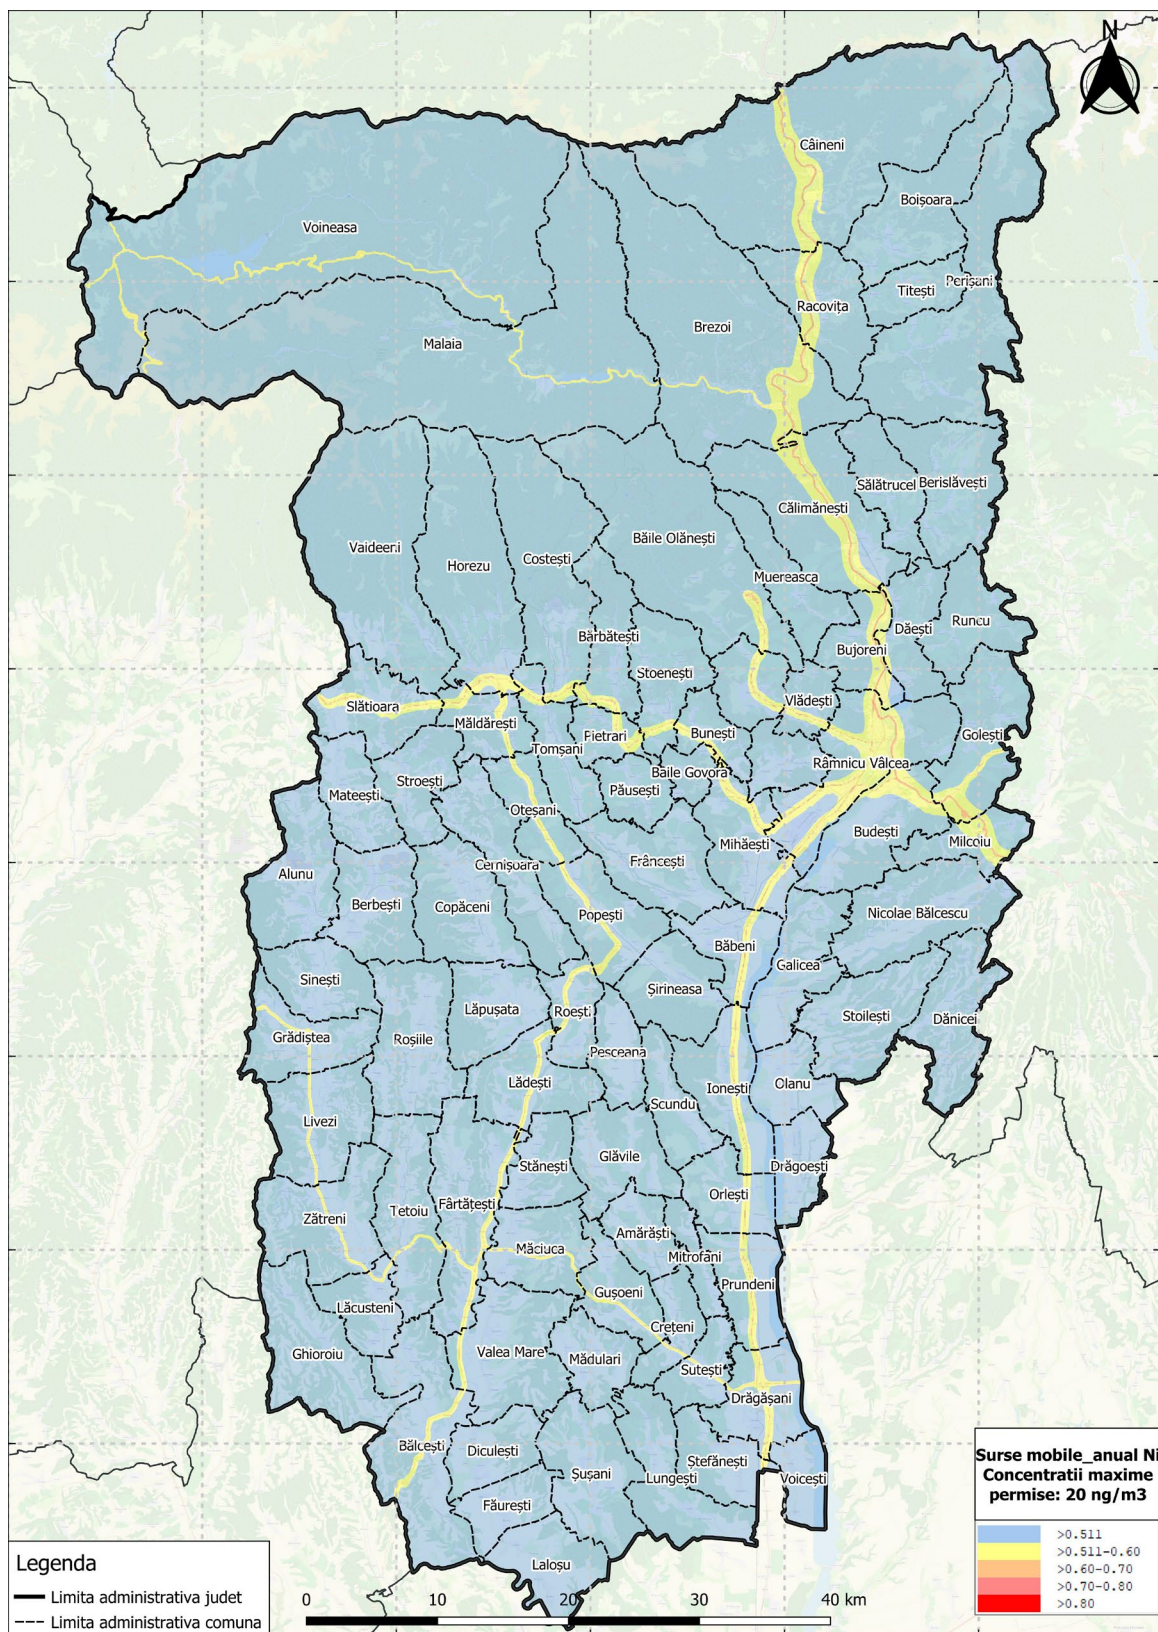 N
Câineni
Boișoara
Voineasa
Perișani
Titești
Racovița
Brezoi
Malaia
Sălătrucel
Berislăvești
Călimănești
Băile Olănești
Vaideeni
Costești
Horezu
Muereasca
Runcu
Dăești
Bărbătești
Bujoreni
Stoenești
Vlădești
Slătioara
Măldărești
Golești
Bunești
Pietrari
Tomșani
Râmnicu Vâlcea
Băile Govora
Stroești
Păusești
Mateești
Oteșani
Budești
Mihăești
Milcoiu
Frâncești
Cernișoara
Alunu
Berbești
Copăceni
Popești
Nicolae Bălcescu
Băbeni
Galicea
Sinești
Șirineasa
Lăpușata
Roești
Stoilești
Dănicei
Grădiștea
Roșiile
Pesceana
Lădești
Ionești
Olanu
Scundu
Livezi
Glăvile
Stănești
Drăgoești
Orlești
Fârtățești
Tetoiu
Zătreni
Amărăști
Măciuca
Mitrofani
Prundeni
Gușoeni
Lăcusteni
Crețeni
Ghioroiu
Valea Mare
Mădulari
Sutești
Drăgășani
Bălcești
Diculești
Ștefănești
Șușani
Lungești
Voicești
Făurești
Laloșu
Surse mobile_anual Ni
Concentratii maxime
permise: 20 ng/m3
>0.511
>0.511-0.60
>0.60-0.70
>0.70-0.80
>0.80
Legenda
Limita administrativa judet
Limita administrativa comuna
0 10 20 30 40 km